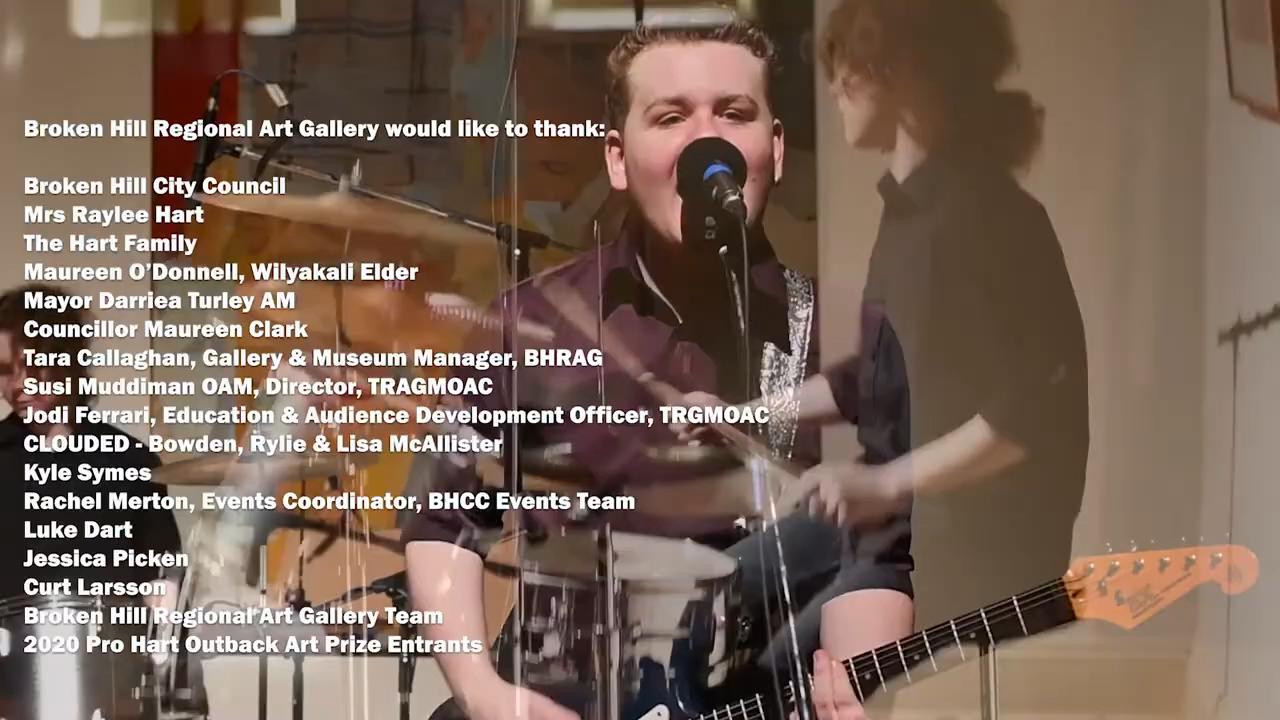 Broken Hill Regional Art Gallery would like to thank:
Broken Hill City Council
Mrs Raylee Hart
The Hart Family
Maureen O’Donnell, Wilyakali Elder
Mayor Darriea Turley AM
Councillor Maureen Clark
Tara Callaghan, Gallery & Museum Manager, BHRAG
Susi Muddiman OAM, Director, TRAGMOAC
Jodi Ferrari, Education & Audience Development Officer, TRGMOAC
CLOUDED - Bowden, Rylie & Lisa McAllister
Kyle Symes
Rachel Merton, Events Coordinator, BHCC Events Team
Luke Dart
Jessica Picken
Curt Larsson
Broken Hill Regional Art Gallery Team
2020 Pro Hart Outback Art Prize Entrants